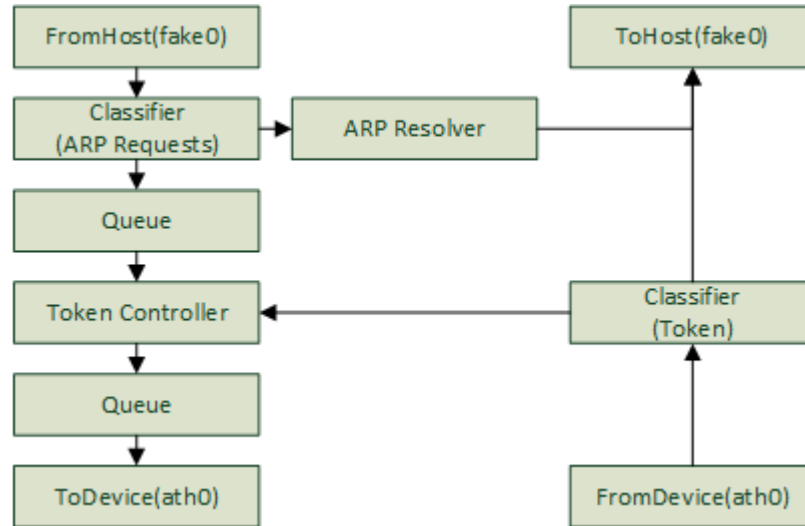 FromHost(fake0)
ToHost(fake0)
Classifier
(ARP Requests)
ARP Resolver
Queue
Token Controller
Classifier
(Token)
Queue
ToDevice(ath0)
FromDevice(ath0)